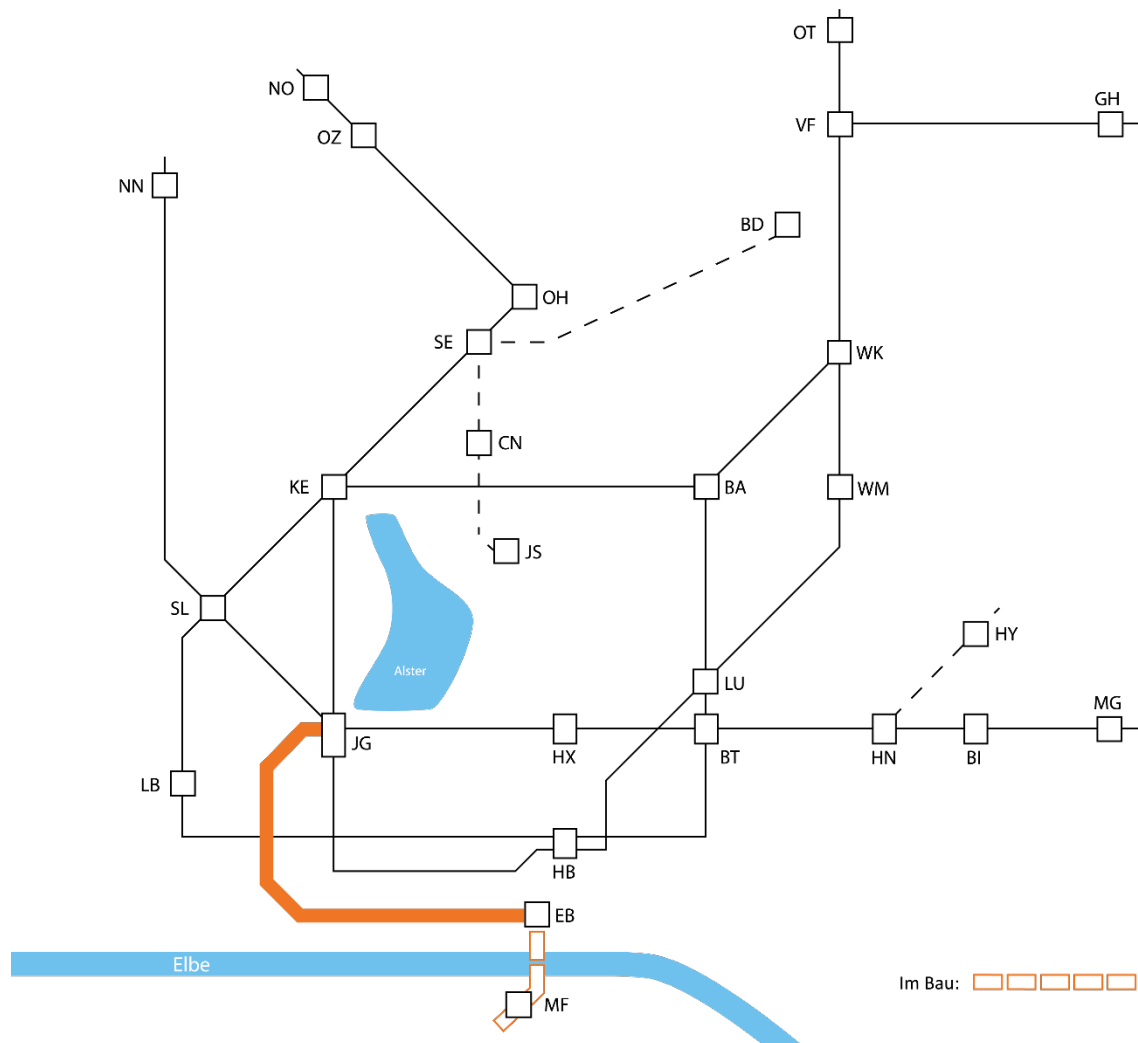 OT
NO
GH
VF
OZ
NN
BD
OH
SE
WK
CN
KE
BA
WM
JS
SL
HY
Alster
LU
MG
JG
HX
BT
HN
BI
LB
HB
EB
Elbe
Im Bau:
MF